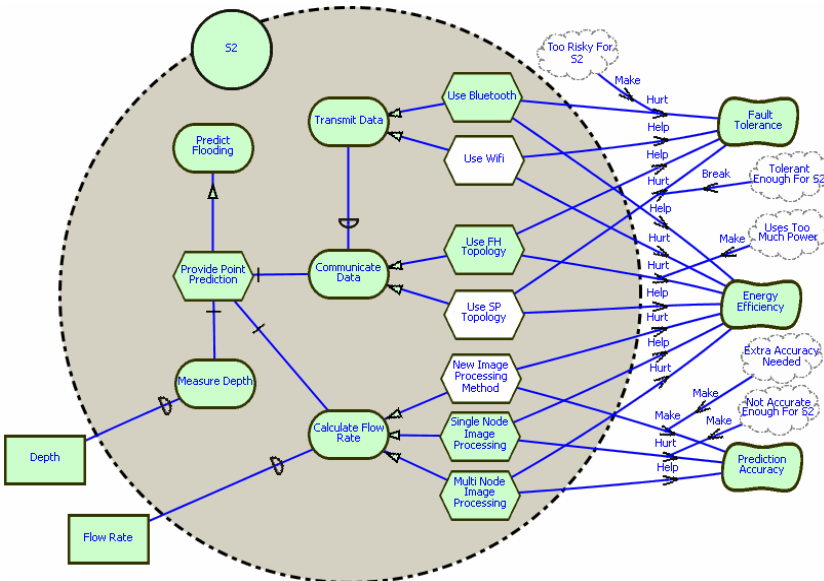 S2
Too Risky For
S2
Make
Use Bluetooth
Hurt
Fault
Tolerance
Transmit Data
Help
Predict
Flooding
Use Wifi
Help
Hurt
Break
Tolerant
Enough For S2
Help
Uses Too
Much Power
Use FH
Topology
Hurt
Make
Provide Point
Prediction
Communicate
Data
Hurt
Help
Energy
Efficiency
Use SP
Topology
Hurt
Help
Extra Accuracy
Needed
New Image
Processing
Method
Measure Depth
Hurt
Not Accurate
Enough For S2
Make
Make
Calculate Flow
Rate
Single Node
Image
Processing
Hurt
Prediction
Accuracy
Help
Depth
Multi Node
Image
Processing
Flow Rate